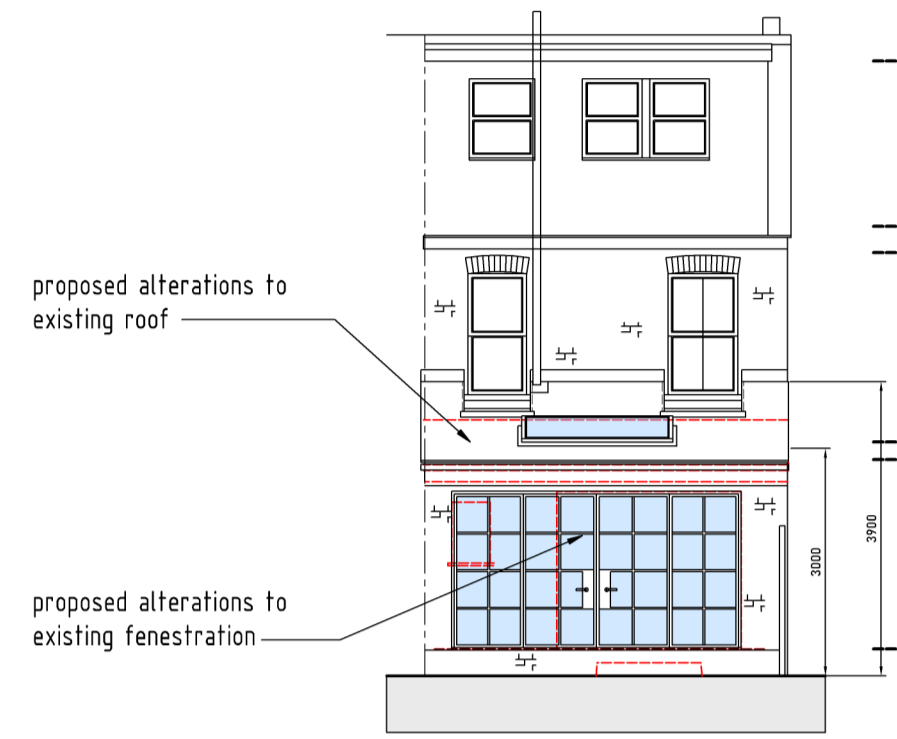 proposed alterations to
existing roof
3000
3900
proposed alterations to
existing fenestration